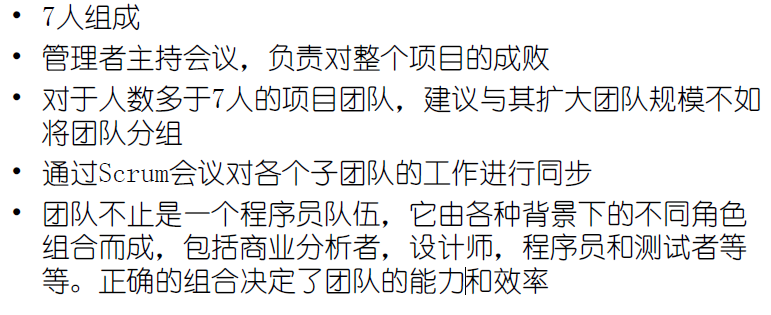 • 7人组成
• 管理者主持会议，负责对整个项目的成败
• 对于人数多于7人的项目团队，建议与其扩大团队规模不如
将团队分组
• 通过Scrum会议对各个子团队的工作进行同步
• 团队不止是一个程序员队伍，它由各种背景下的不同角色
组合而成，包括商业分析者，设计师，程序员和测试者等
等。正确的组合决定了团队的能力和效率